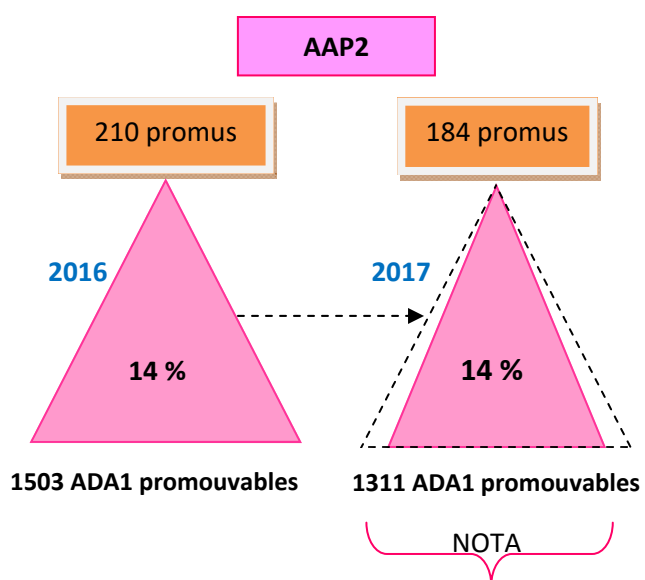 AAP2
210 promus
184 promus
2016
2017
14 %
14 %
1503 ADA1 promouvables
1311 ADA1 promouvables
NOTA